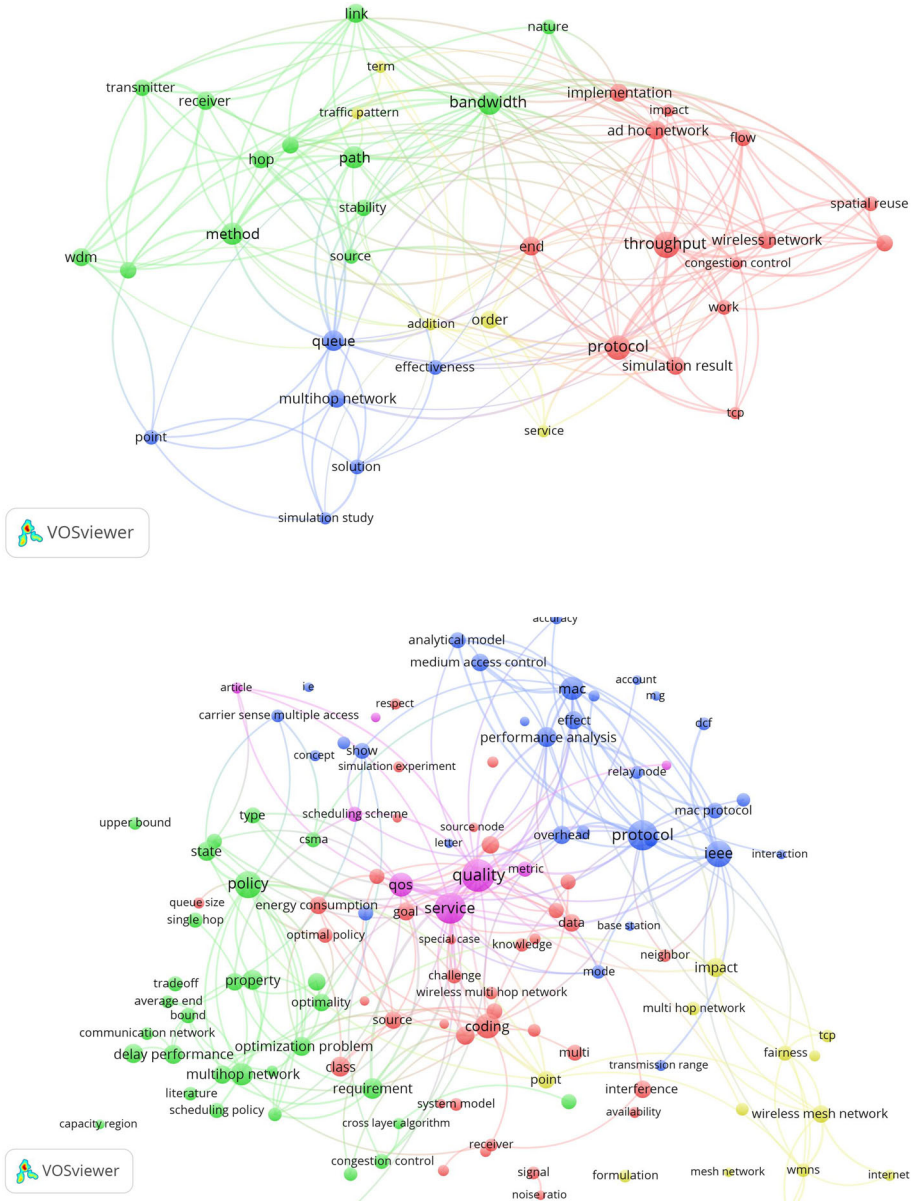 link
nature
term
transmitter
receiver
bandwidth
implementation
traffic pattern
impact
ad hoc network
flow
hop
path
stability
spatial reuse
method
end
throughput
wireless network
wdm
source
congestion control
work
addition
order
queue
protocol
effectiveness
simulation result
multihop network
tcp
point
service
solution
simulation study
VOSviewer
accuracy
analytical model
medium access control
article
i e
mac
account
m g
respect
carrier sense multiple access
effect
dcf
performance analysis
concept
show
simulation experiment
relay node
scheduling scheme
mac protocol
upper bound
type
source node
csma
letter
overhead
protocol
state
ieee
interaction
quality
metric
policy
qos
queue size
energy consumption
goal
service
single hop
data
base station
optimal policy
special case
knowledge
neighbor
property
challenge
mode
impact
tradeoff
wireless multi hop network
average end
optimality
bound
multi hop network
source
coding
communication network
tcp
optimization problem
delay performance
multi
fairness
class
transmission range
multihop network
point
literature
requirement
interference
scheduling policy
system model
availability
wireless mesh network
capacity region
cross layer algorithm
receiver
congestion control
VOSviewer
signal
formulation
mesh network
wmns
internet
noise ratio